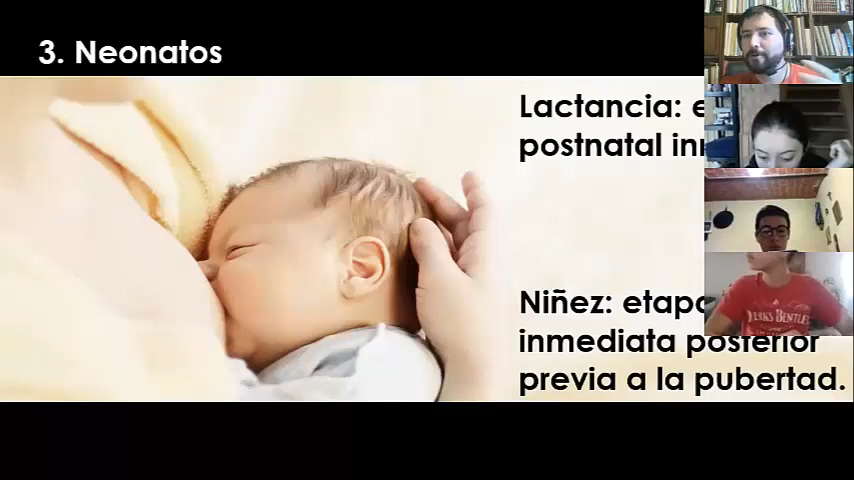 3. Neonatos
Lactancia:
postnatal
Niñez:
inmediata posterior
previa a la pubertad.